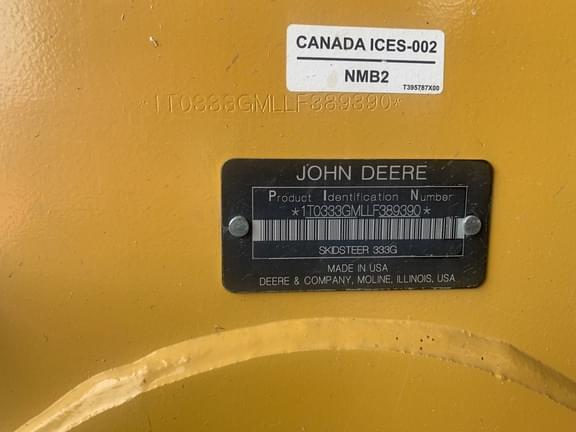 CANADA ICES-002
NMB2
T395787X00
1T0333GMLLF389390*
JOHN DEERE
Product Identification Number
*1T0333GMLLF389390*
SKIDSTEER 333G
MADE IN USA
DEERE & COMPANY, MOLINE, ILLINOIS, USA